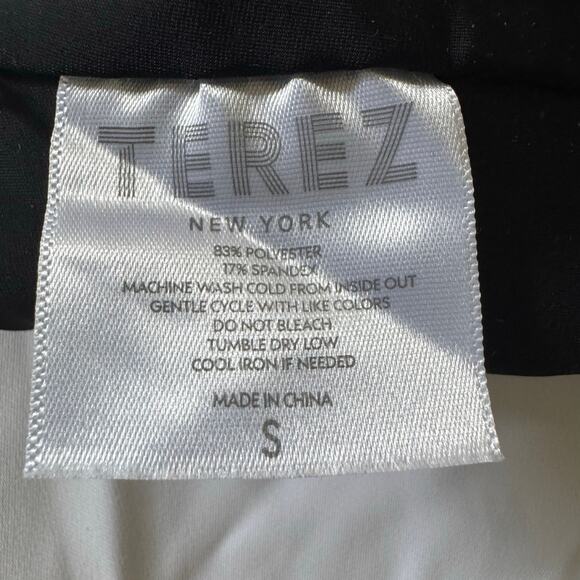 TEREZ
NEW YORK
83% POLYESTER
17% SPANDEX
MACHINE WASH COLD FROM INSIDE OUT
GENTLE CYCLE WITH LIKE COLORS
DO NOT BLEACH
TUMBLE DRY LOW
COOL IRON IF NEEDED
MADE IN CHINA
S